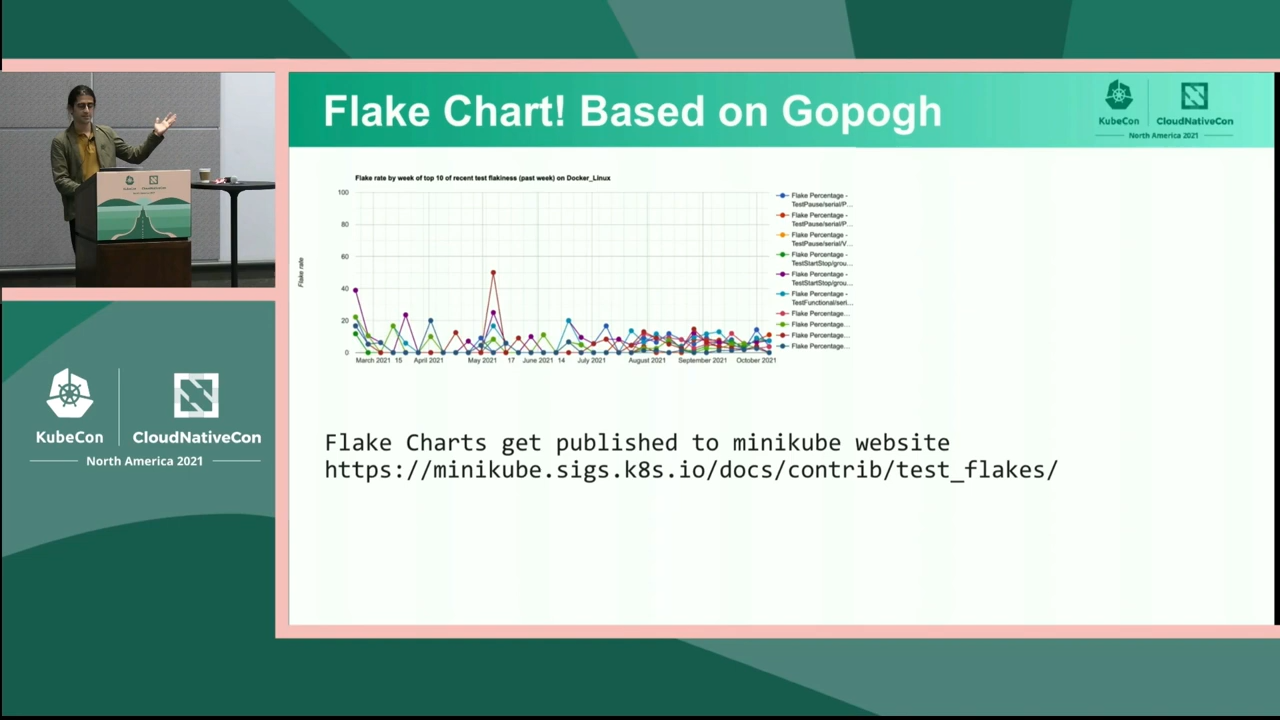 Flake Chart! Based on Gopogh
KubeCon
CloudNativeCon
North America 2021
Flake rate by week of top 10 of recent test flakiness (past week) on Docker_Linux
Flake rate
100
80
60
40
20
0
March 2021 15 April 2021 May 2021 17 June 2021 14 July 2021 August 2021 September 2021 October 2021
Flake Percentage -
TestPause/serial/P...
Flake Percentage -
TestPause/serial/P...
Flake Percentage -
TestPause/serial/V...
Flake Percentage -
TestStartStop/grou...
Flake Percentage -
TestStartStop/grou...
Flake Percentage -
TestFunctional/seri...
Flake Percentage...
Flake Percentage...
Flake Percentage...
Flake Percentage...
Flake Charts get published to minikube website
https://minikube.sigs.k8s.io/docs/contrib/test_flakes/
KubeCon
CloudNativeCon
North America 2021